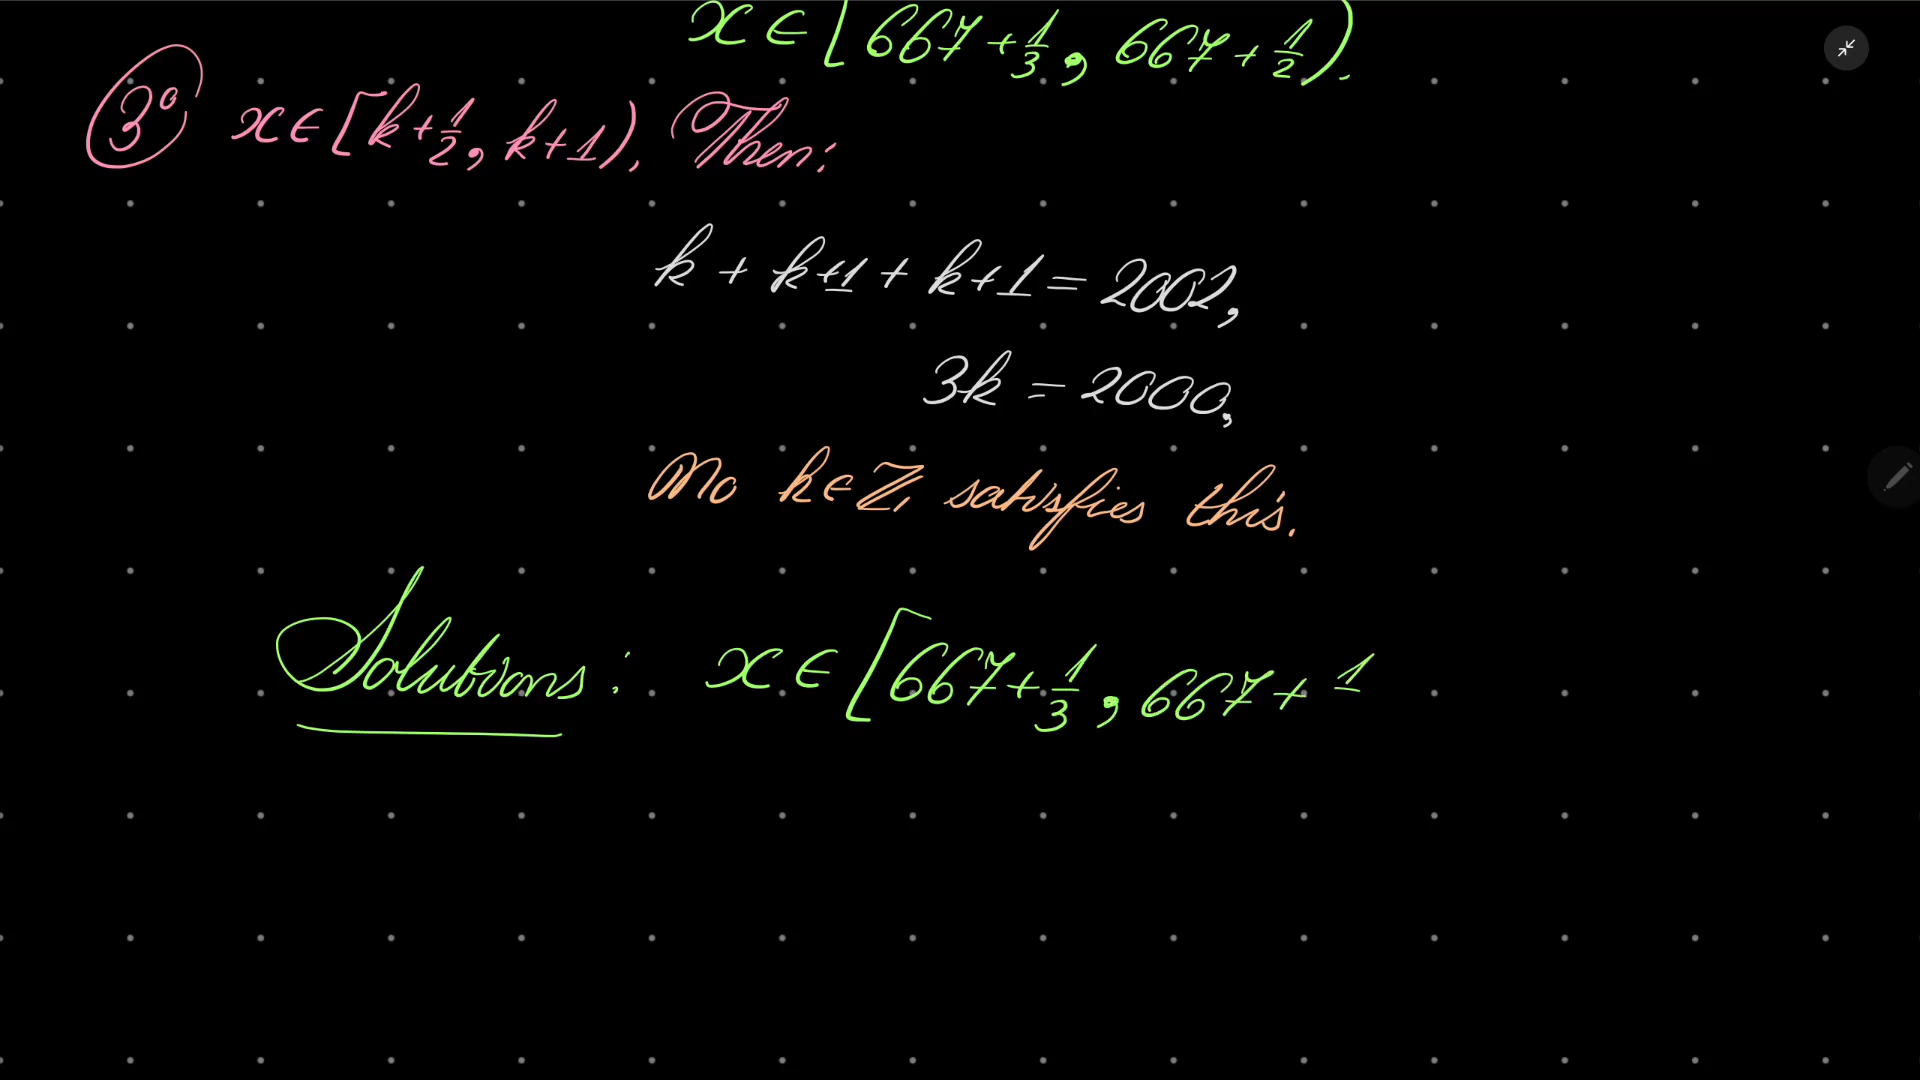 x ∈ [667 + 1/3, 667 + 1/2).
3° x ∈ [k + 1/2, k + 1). Then:
k + k+1 + k+1 = 2002,
3k = 2000,
No k ∈ ℤ satisfies this.
Solutions: x ∈ [667 + 1/3, 667 + 1